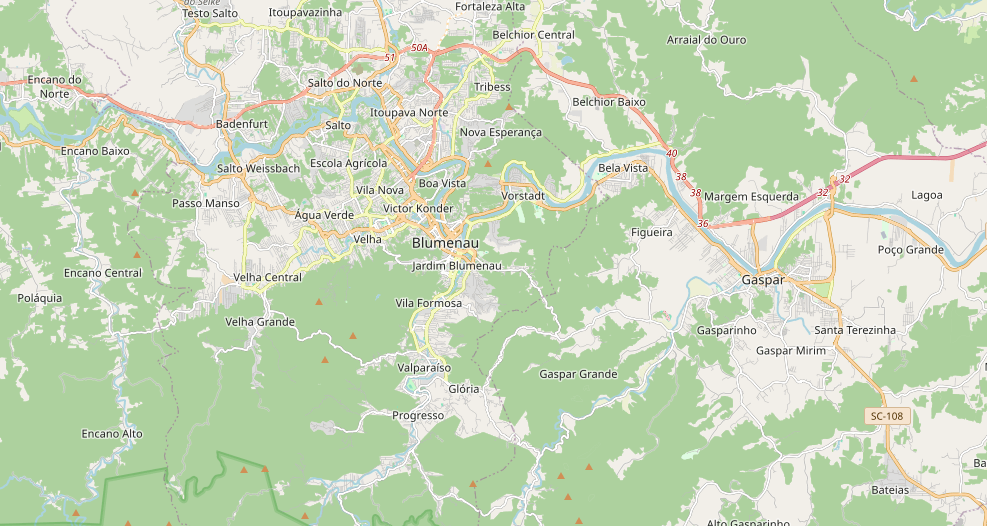 do Selke
Testo Salto
Itoupavazinha
Fortaleza Alta
Belchior Central
Arraial do Ouro
50A
51
Encano do
Norte
Salto do Norte
Tribess
Belchior Baixo
Itoupava Norte
Badenfurt
Salto
Nova Esperança
Encano Baixo
Escola Agrícola
40
Salto Weissbach
Bela Vista
38
32
Boa Vista
Vila Nova
38
32
Passo Manso
Vorstadt
Margem Esquerda
Lagoa
Victor Konder
Água Verde
36
Velha
Blumenau
Figueira
Poço Grande
Jardim Blumenau
Encano Central
Velha Central
Gaspar
Poláquia
Vila Formosa
Velha Grande
Gasparinho
Santa Terezinha
Gaspar Mirim
Valparaíso
Gaspar Grande
Glória
Progresso
SC-108
Encano Alto
Ba
Bateias
Alto Gasparinho